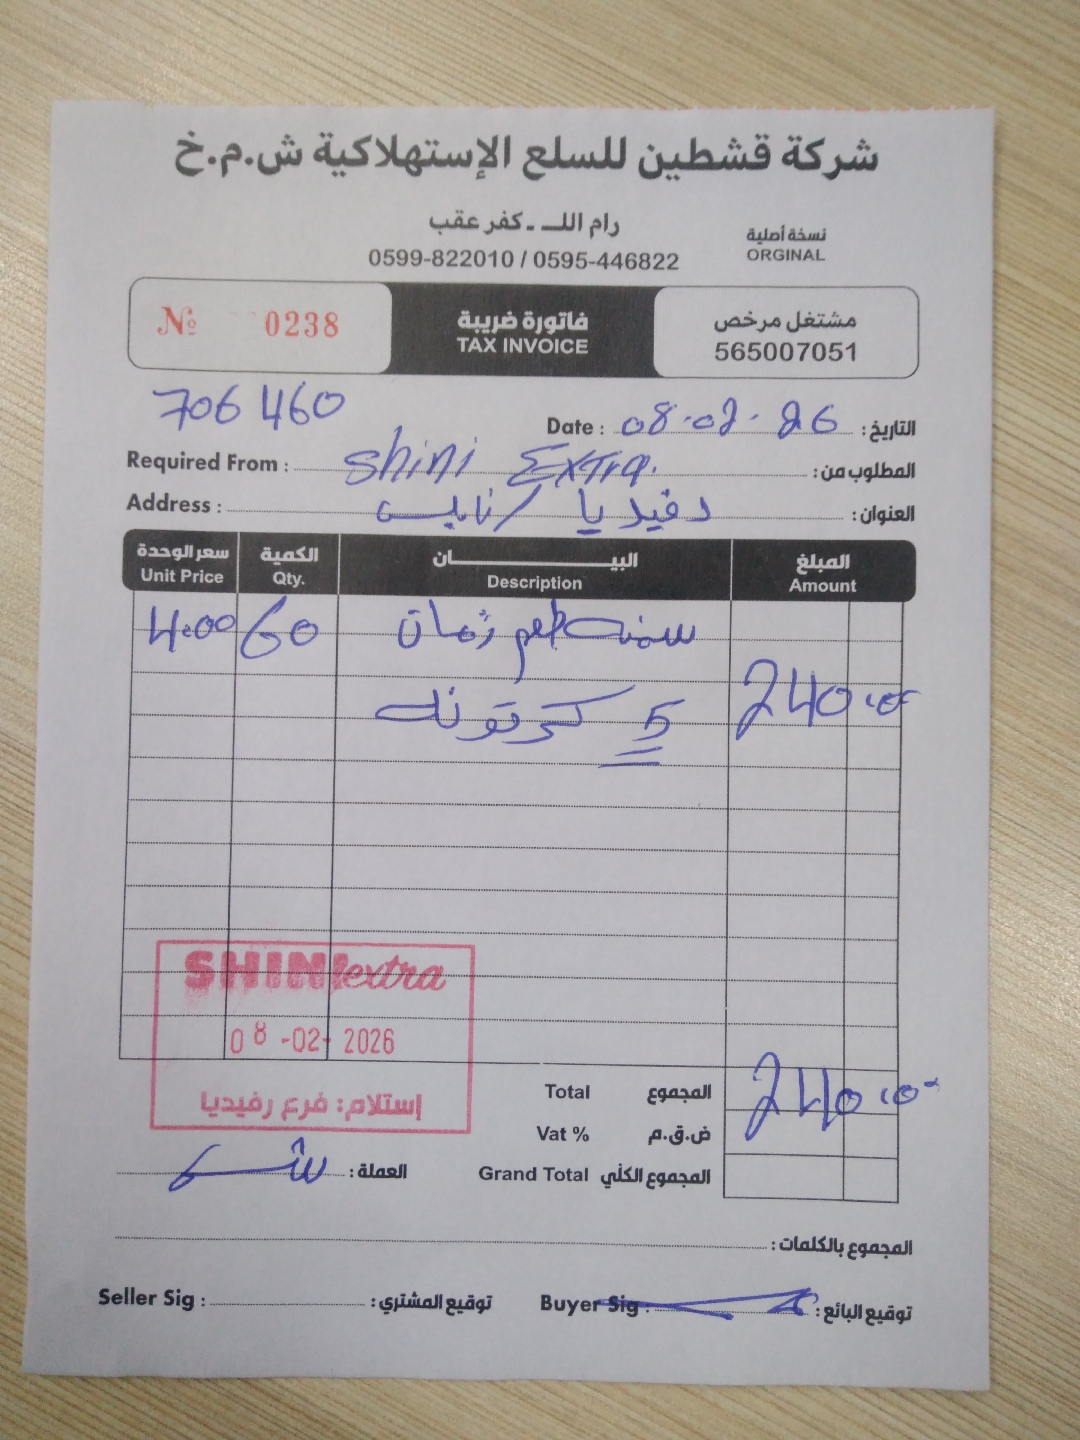 شركة قشطين للسلع الإستهلاكية ش.م.خ
رام اللـه - كفر عقب
0599-822010 / 0595-446822
نسخة أصلية
ORGINAL
№ 0238
فاتورة ضريبة
TAX INVOICE
مشتغل مرخص
565007051
706460
Date : 08.02.26 التاريخ :
Required From : Shini Extra. المطلوب من :
Address : رفيديا / نابلس العنوان :
سعر الوحدة الكمية البيـــــان المبلغ
Unit Price Qty. Description Amount
4.00 60 سمنة طعم زمان
240.00
5 كرتونة
SHINI extra
08-02-2026
إستلام: فرع رفيديا
Total المجموع 240.00
Vat % ض.ق.م
Grand Total المجموع الكلّي
العملة :
المجموع بالكلمات :
Seller Sig : توقيع المشتري : Buyer Sig : توقيع البائع :